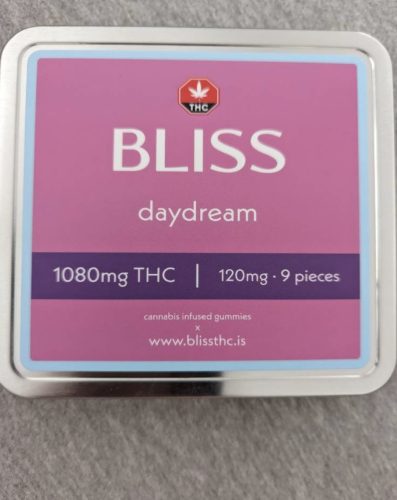 THC
BLISS
daydream
1080mg THC | 120mg · 9 pieces
cannabis infused gummies
x
www.blissthc.is